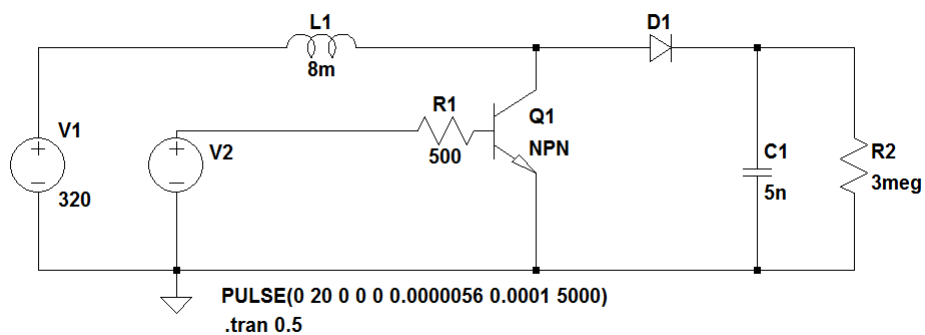 L1
8m
D1
R1
500
Q1
NPN
V1
320
V2
C1
5n
R2
3meg
PULSE(0 20 0 0 0 0.0000056 0.0001 5000)
.tran 0.5